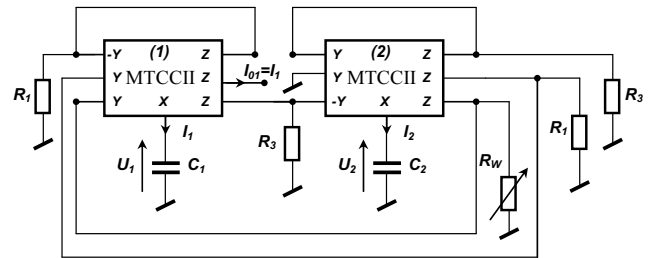 -Y (1) Z
Y MTCCII Z
Y X Z
I01=I1
-Y (2) Z
Y MTCCII Z
-Y X Z
R1
I1
U1
C1
R3
I2
U2
C2
RW
R1
R3